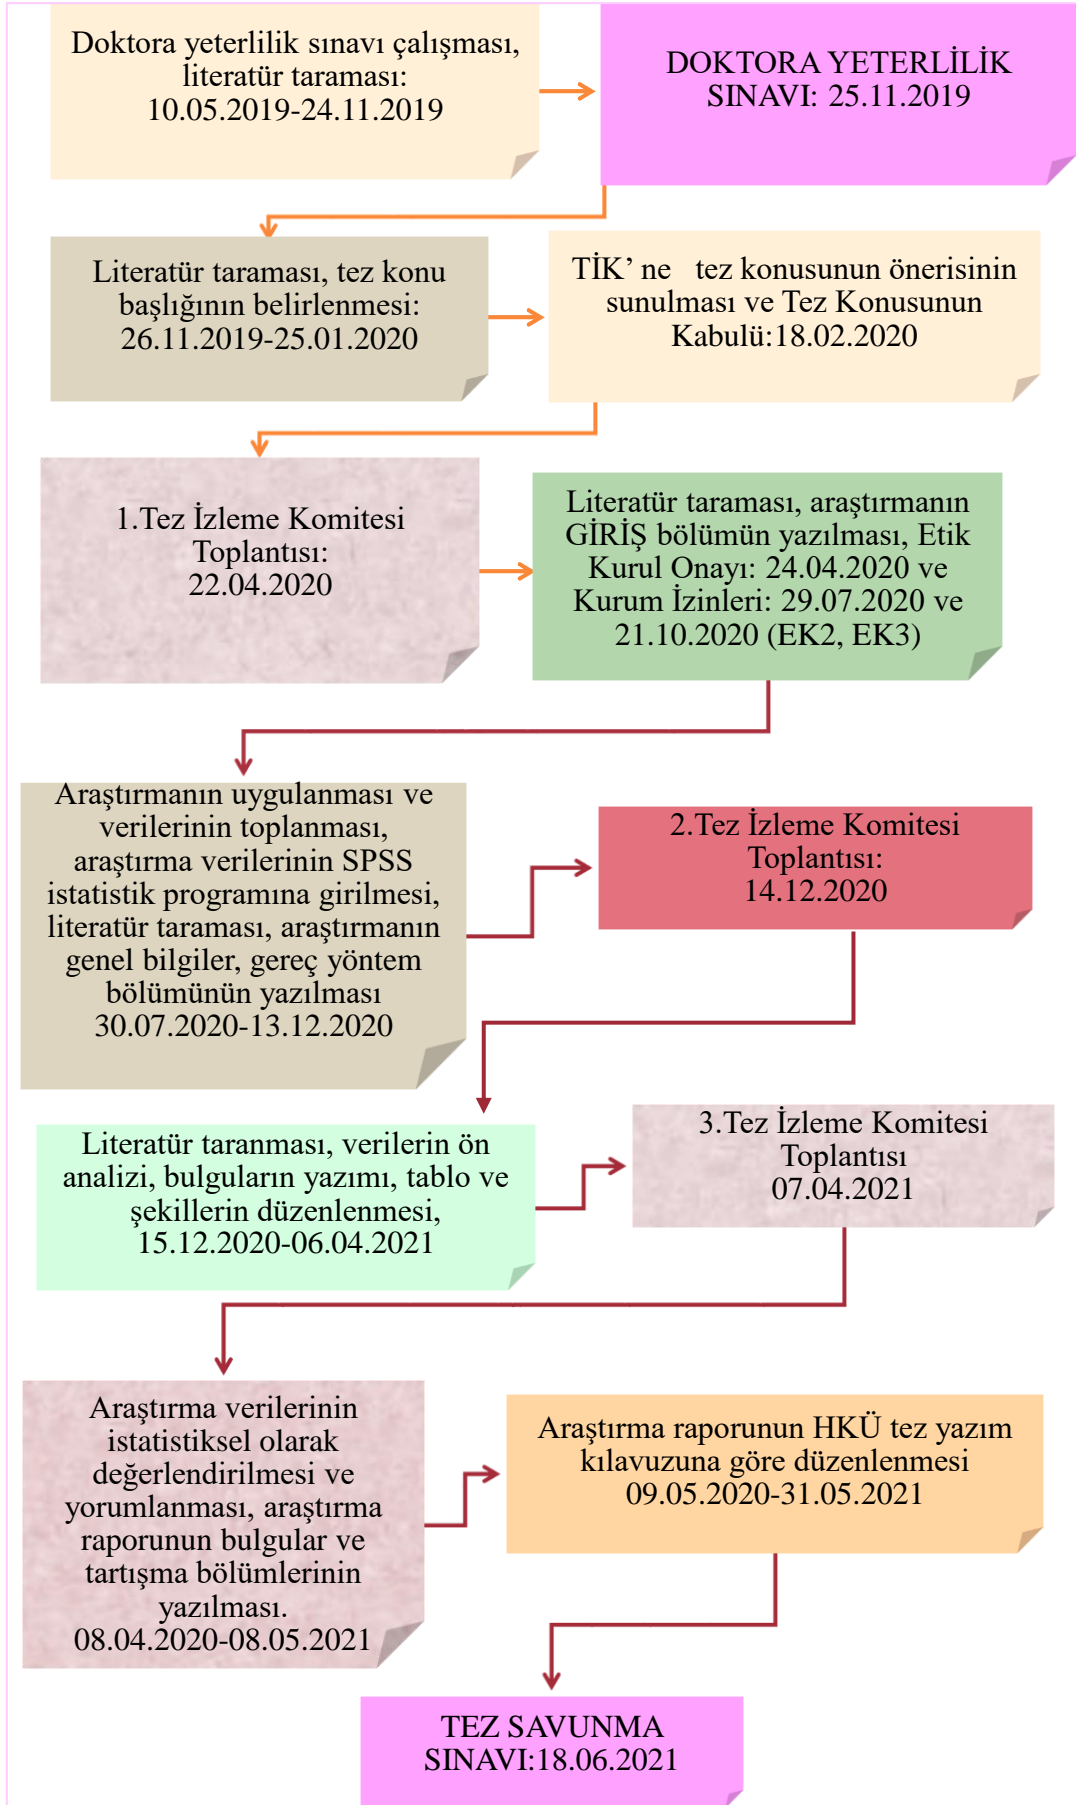 Doktora yeterlilik sınavı çalışması,
literatür taraması:
10.05.2019-24.11.2019
DOKTORA YETERLİLİK
SINAVI: 25.11.2019
Literatür taraması, tez konu
başlığının belirlenmesi:
26.11.2019-25.01.2020
TİK’ ne tez konusunun önerisinin
sunulması ve Tez Konusunun
Kabulü:18.02.2020
1.Tez İzleme Komitesi
Toplantısı:
22.04.2020
Literatür taraması, araştırmanın
GİRİŞ bölümün yazılması, Etik
Kurul Onayı: 24.04.2020 ve
Kurum İzinleri: 29.07.2020 ve
21.10.2020 (EK2, EK3)
Araştırmanın uygulanması ve
verilerinin toplanması,
araştırma verilerinin SPSS
istatistik programına girilmesi,
literatür taraması, araştırmanın
genel bilgiler, gereç yöntem
bölümünün yazılması
30.07.2020-13.12.2020
2.Tez İzleme Komitesi
Toplantısı:
14.12.2020
Literatür taranması, verilerin ön
analizi, bulguların yazımı, tablo ve
şekillerin düzenlenmesi,
15.12.2020-06.04.2021
3.Tez İzleme Komitesi
Toplantısı
07.04.2021
Araştırma verilerinin
istatistiksel olarak
değerlendirilmesi ve
yorumlanması, araştırma
raporunun bulgular ve
tartışma bölümlerinin
yazılması.
08.04.2020-08.05.2021
Araştırma raporunun HKÜ tez yazım
kılavuzuna göre düzenlenmesi
09.05.2020-31.05.2021
TEZ SAVUNMA
SINAVI:18.06.2021